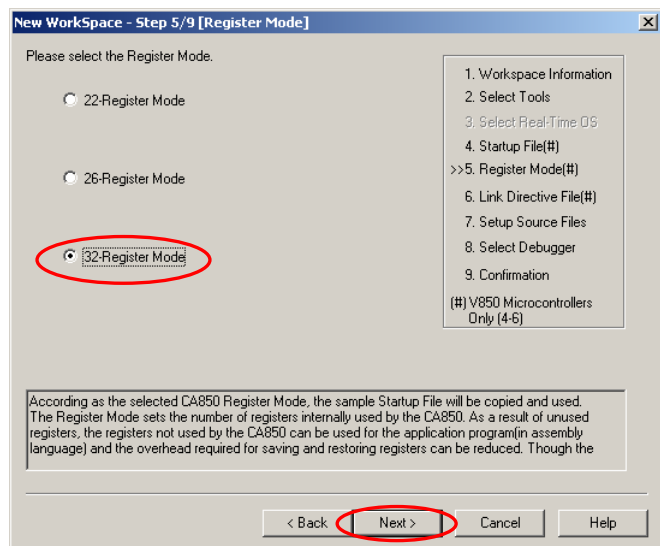 New WorkSpace - Step 5/9 [Register Mode]
Please select the Register Mode.
22-Register Mode
26-Register Mode
32-Register Mode
1. Workspace Information
2. Select Tools
3. Select Real-Time OS
4. Startup File(#)
>>5. Register Mode(#)
6. Link Directive File(#)
7. Setup Source Files
8. Select Debugger
9. Confirmation
(#) V850 Microcontrollers
Only (4-6)
According as the selected CA850 Register Mode, the sample Startup File will be copied and used.
The Register Mode sets the number of registers internally used by the CA850. As a result of unused
registers, the registers not used by the CA850 can be used for the application program(in assembly
language) and the overhead required for saving and restoring registers can be reduced. Though the
< Back
Next >
Cancel
Help